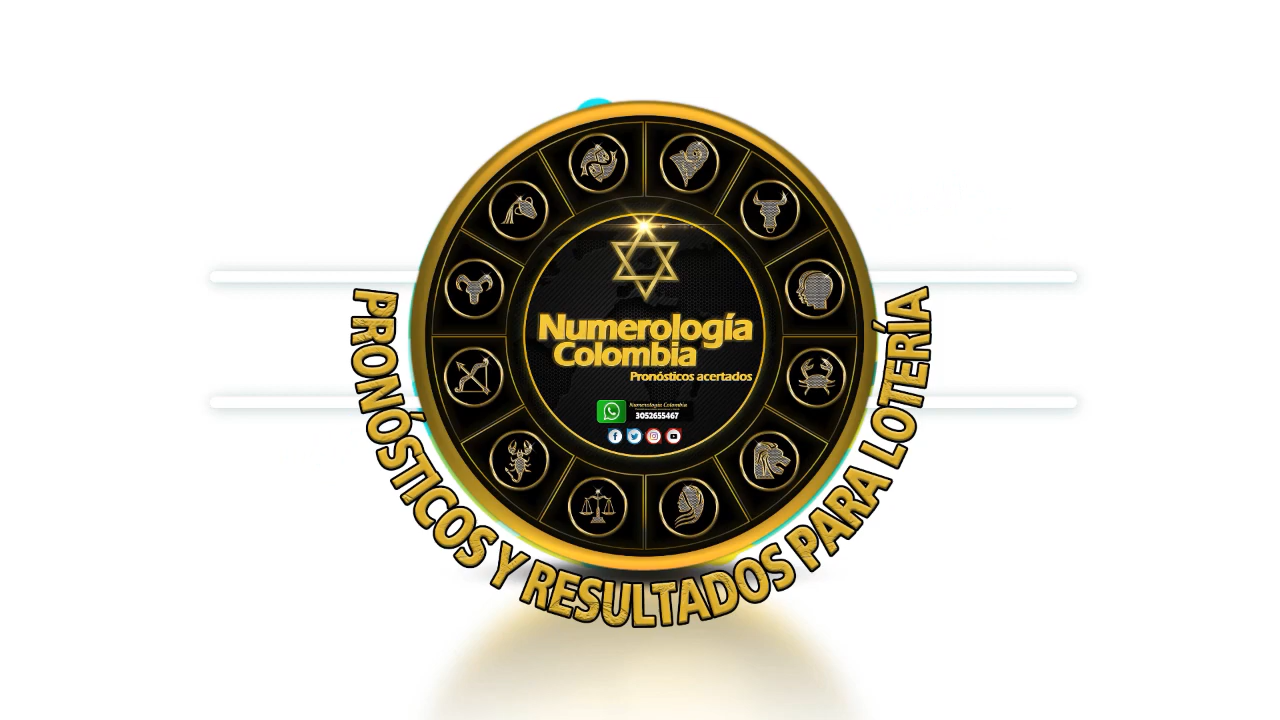 Numerología
Colombia
Pronósticos acertados
Numerología Colombia
3052655467
PRONÓSTICOS Y RESULTADOS PARA LOTERÍA